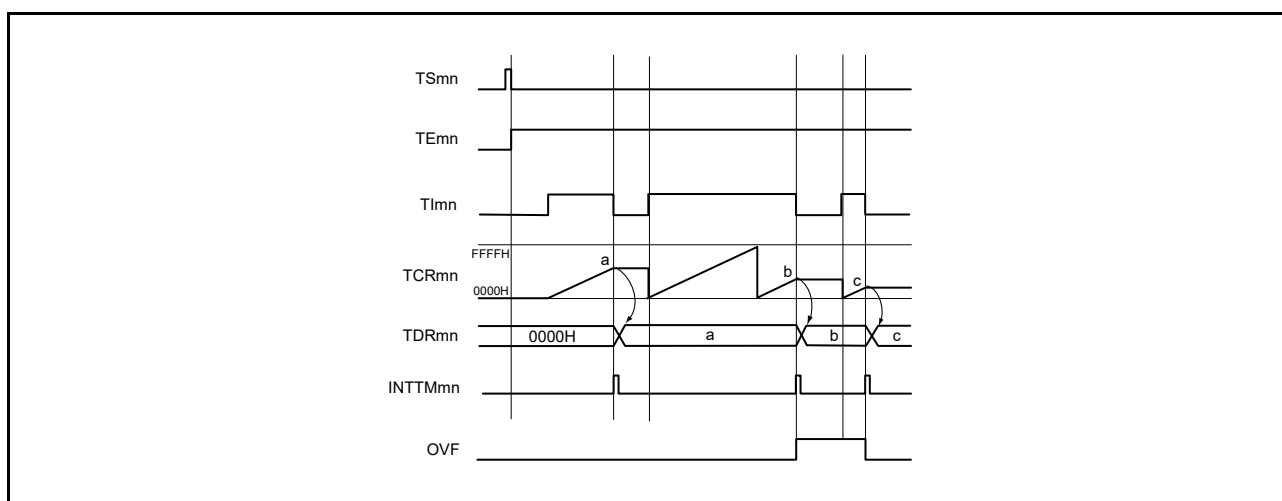 TSmn
TEmn
TImn
FFFFH
a
b
c
TCRmn
0000H
TDRmn
0000H
a
b
c
INTTMmn
OVF